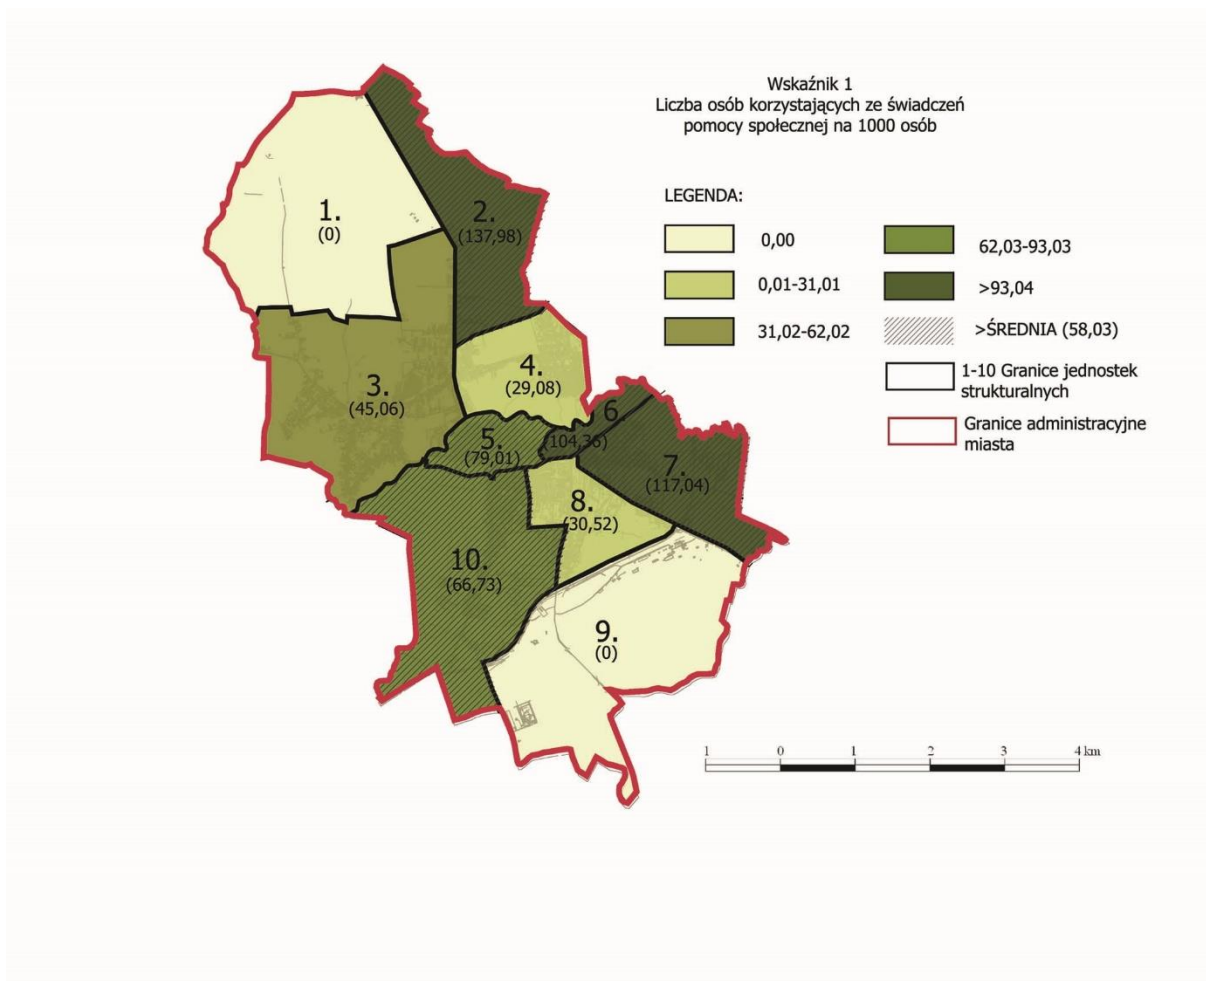 Wskaźnik 1
Liczba osób korzystających ze świadczeń
pomocy społecznej na 1000 osób
LEGENDA:
0,00
0,01-31,01
31,02-62,02
62,03-93,03
>93,04
>ŚREDNIA (58,03)
1-10 Granice jednostek
strukturalnych
Granice administracyjne
miasta
1.
(0)
2.
(137,98)
3.
(45,06)
4.
(29,08)
5.
(79,01)
6.
(104,36)
7.
(117,04)
8.
(30,52)
10.
(66,73)
9.
(0)
1 0 1 2 3 4 km